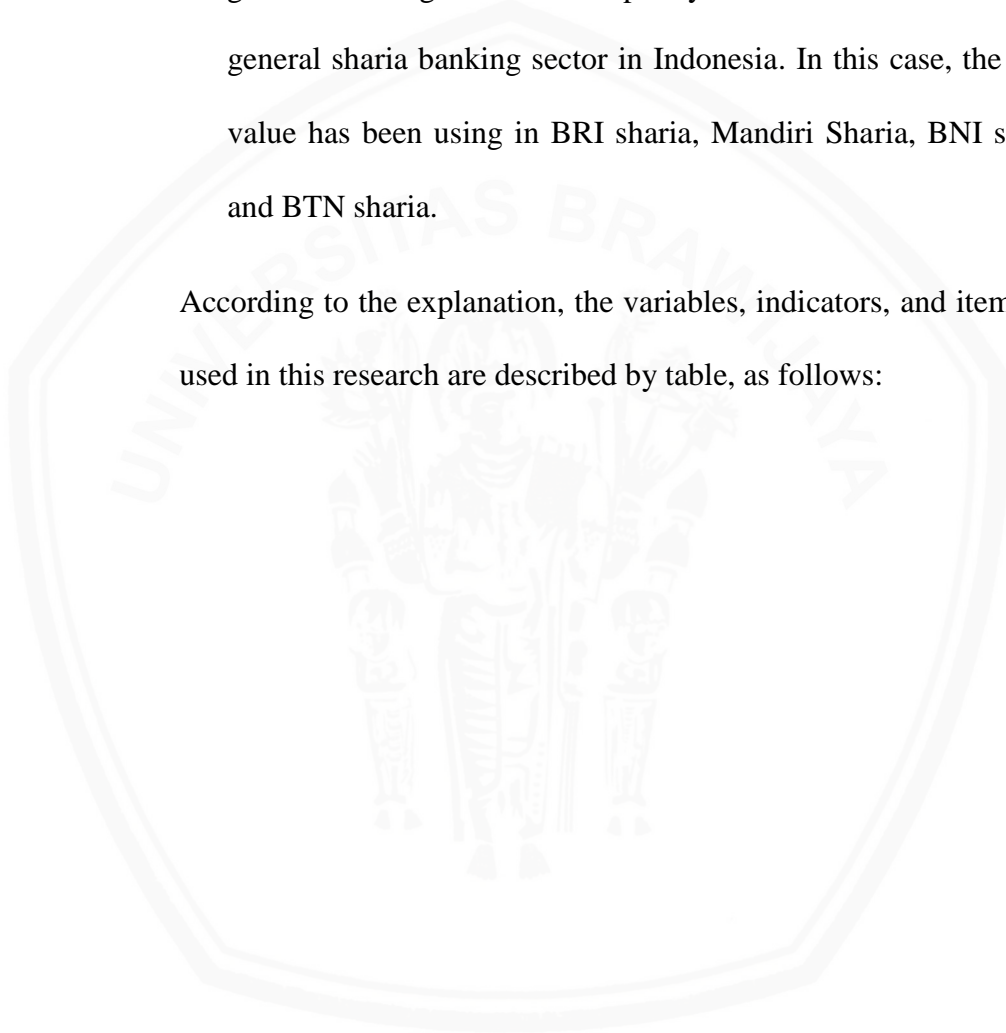 general sharia banking sector in Indonesia. In this case, the
value has been using in BRI sharia, Mandiri Sharia, BNI
and BTN sharia.
According to the explanation, the variables, indicators, and
used in this research are described by table, as follows:
UNIVERSITAS BRAWIJAYA